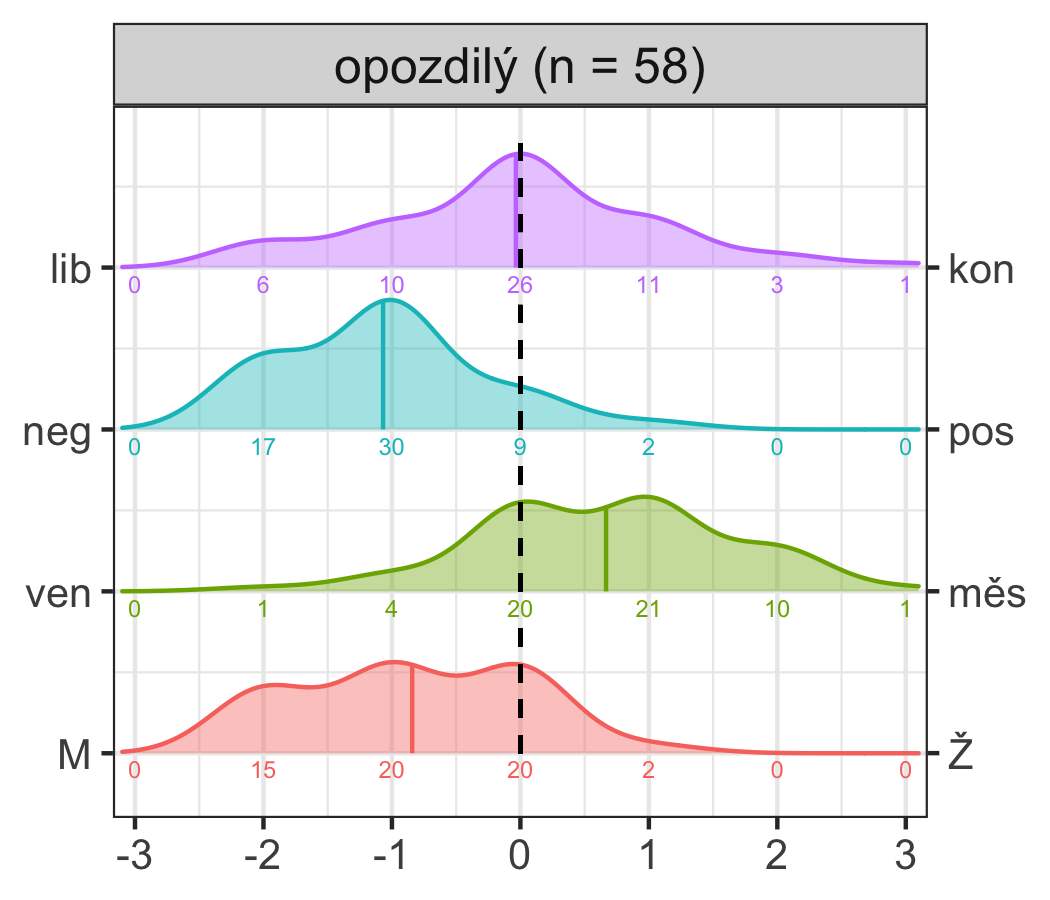 opozdilý (n = 58)
lib kon
0 6 10 26 11 3 1
neg pos
0 17 30 9 2 0 0
ven měs
0 1 4 20 21 10 1
M Ž
0 15 20 20 2 0 0
-3 -2 -1 0 1 2 3